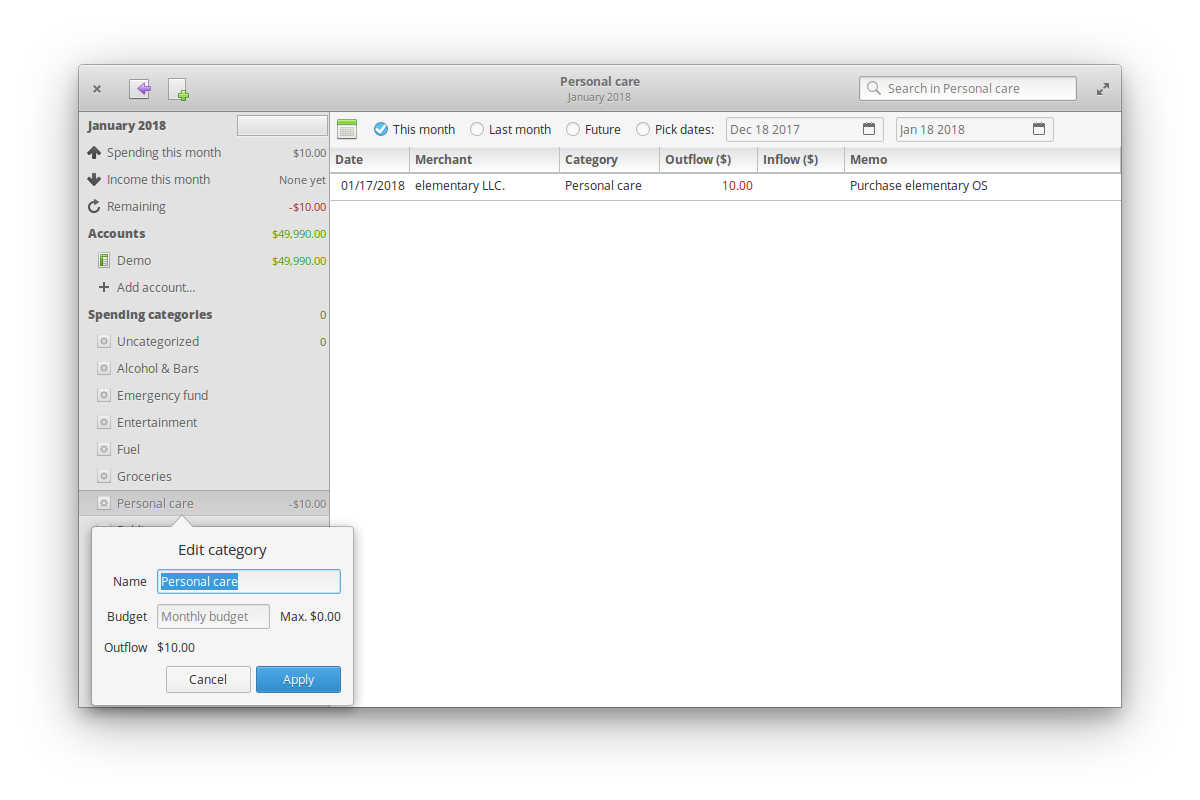 Personal care
January 2018
Search in Personal care
January 2018
Spending this month $10.00
Income this month None yet
Remaining -$10.00
Accounts $49,990.00
Demo $49,990.00
Add account...
Spending categories 0
Uncategorized 0
Alcohol & Bars
Emergency fund
Entertainment
Fuel
Groceries
Personal care -$10.00
This month Last month Future Pick dates: Dec 18 2017 Jan 18 2018
Date Merchant Category Outflow ($) Inflow ($) Memo
01/17/2018 elementary LLC. Personal care 10.00 Purchase elementary OS
Edit category
Name Personal care
Budget Monthly budget Max. $0.00
Outflow $10.00
Cancel Apply